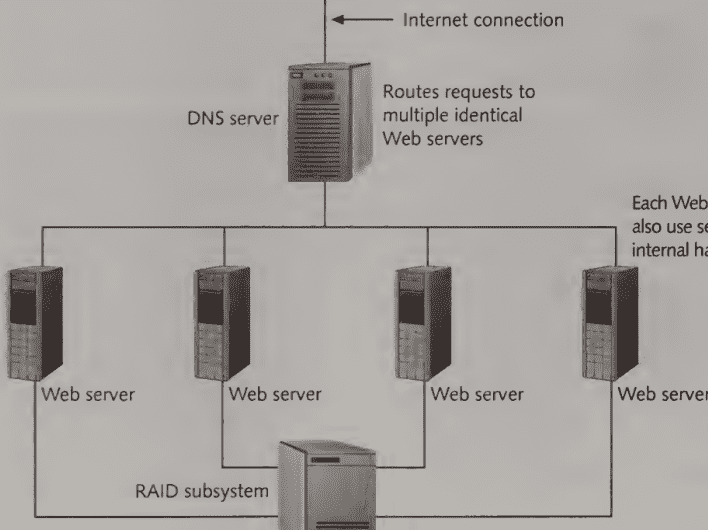 Internet connection
DNS server
Routes requests to
multiple identical
Web servers
Each Web
also use se
internal ha
Web server
Web server
Web server
Web server
RAID subsystem